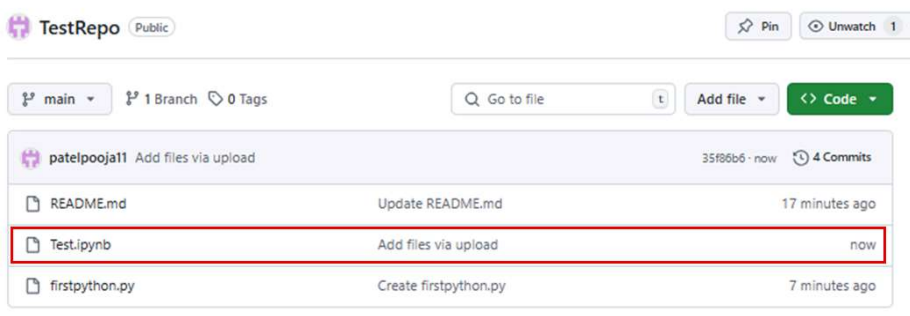 TestRepo Public Pin Unwatch 1
main 1 Branch 0 Tags Go to file t Add file <> Code
patelpooja11 Add files via upload 35f86b6 · now 4 Commits
README.md Update README.md 17 minutes ago
Test.ipynb Add files via upload now
firstpython.py Create firstpython.py 7 minutes ago